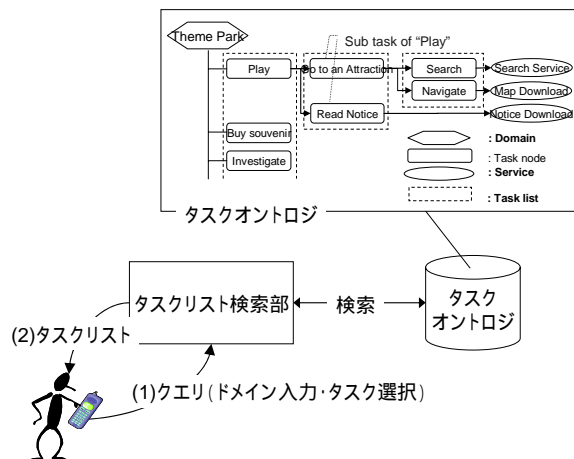 Theme Park
Sub task of "Play"
Play
Go to an Attraction
Search
Search Service
Navigate
Map Download
Read Notice
Notice Download
Buy souvenir
Investigate
: Domain
: Task node
: Service
: Task list
タスクオントロジ
タスクリスト検索部
検索
タスク
オントロジ
(2)タスクリスト
(1)クエリ(ドメイン入力・タスク選択)